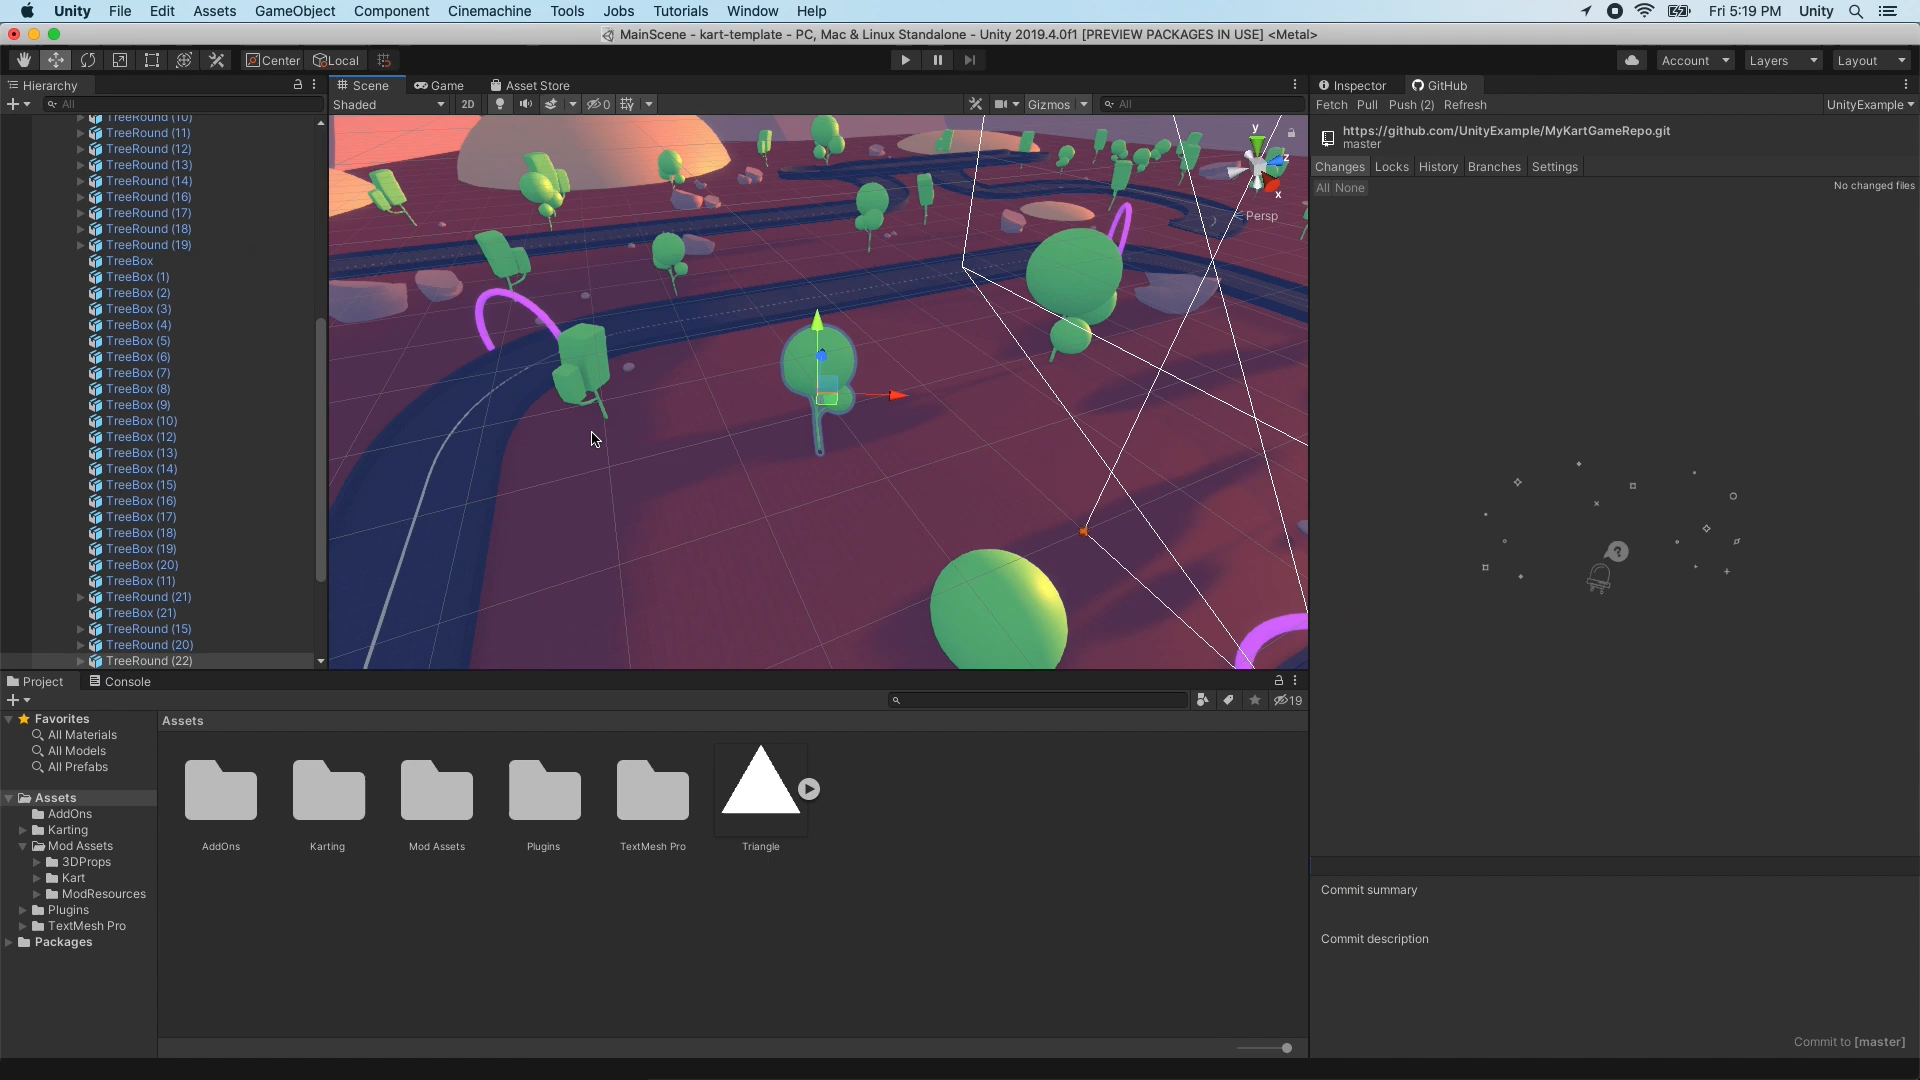 Unity File Edit Assets GameObject Component Cinemachine Tools Jobs Tutorials Window Help Fri 5:19 PM Unity
MainScene - kart-template - PC, Mac & Linux Standalone - Unity 2019.4.0f1 [PREVIEW PACKAGES IN USE] <Metal>
Center Local Account Layers Layout
Hierarchy
All
TreeRound (10)
TreeRound (11)
TreeRound (12)
TreeRound (13)
TreeRound (14)
TreeRound (16)
TreeRound (17)
TreeRound (18)
TreeRound (19)
TreeBox
TreeBox (1)
TreeBox (2)
TreeBox (3)
TreeBox (4)
TreeBox (5)
TreeBox (6)
TreeBox (7)
TreeBox (8)
TreeBox (9)
TreeBox (10)
TreeBox (12)
TreeBox (13)
TreeBox (14)
TreeBox (15)
TreeBox (16)
TreeBox (17)
TreeBox (18)
TreeBox (19)
TreeBox (20)
TreeBox (11)
TreeRound (21)
TreeBox (21)
TreeRound (15)
TreeRound (20)
TreeRound (22)
Scene Game Asset Store
Shaded 2D 0 Gizmos All
y
z
x
Persp
Inspector GitHub
Fetch Pull Push (2) Refresh UnityExample
https://github.com/UnityExample/MyKartGameRepo.git
master
Changes Locks History Branches Settings
All None No changed files
?
Commit summary
Commit description
Commit to [master]
Project Console
19
Favorites
All Materials
All Models
All Prefabs
Assets
AddOns
Karting
Mod Assets
3DProps
Kart
ModResources
Plugins
TextMesh Pro
Packages
Assets
AddOns Karting Mod Assets Plugins TextMesh Pro Triangle